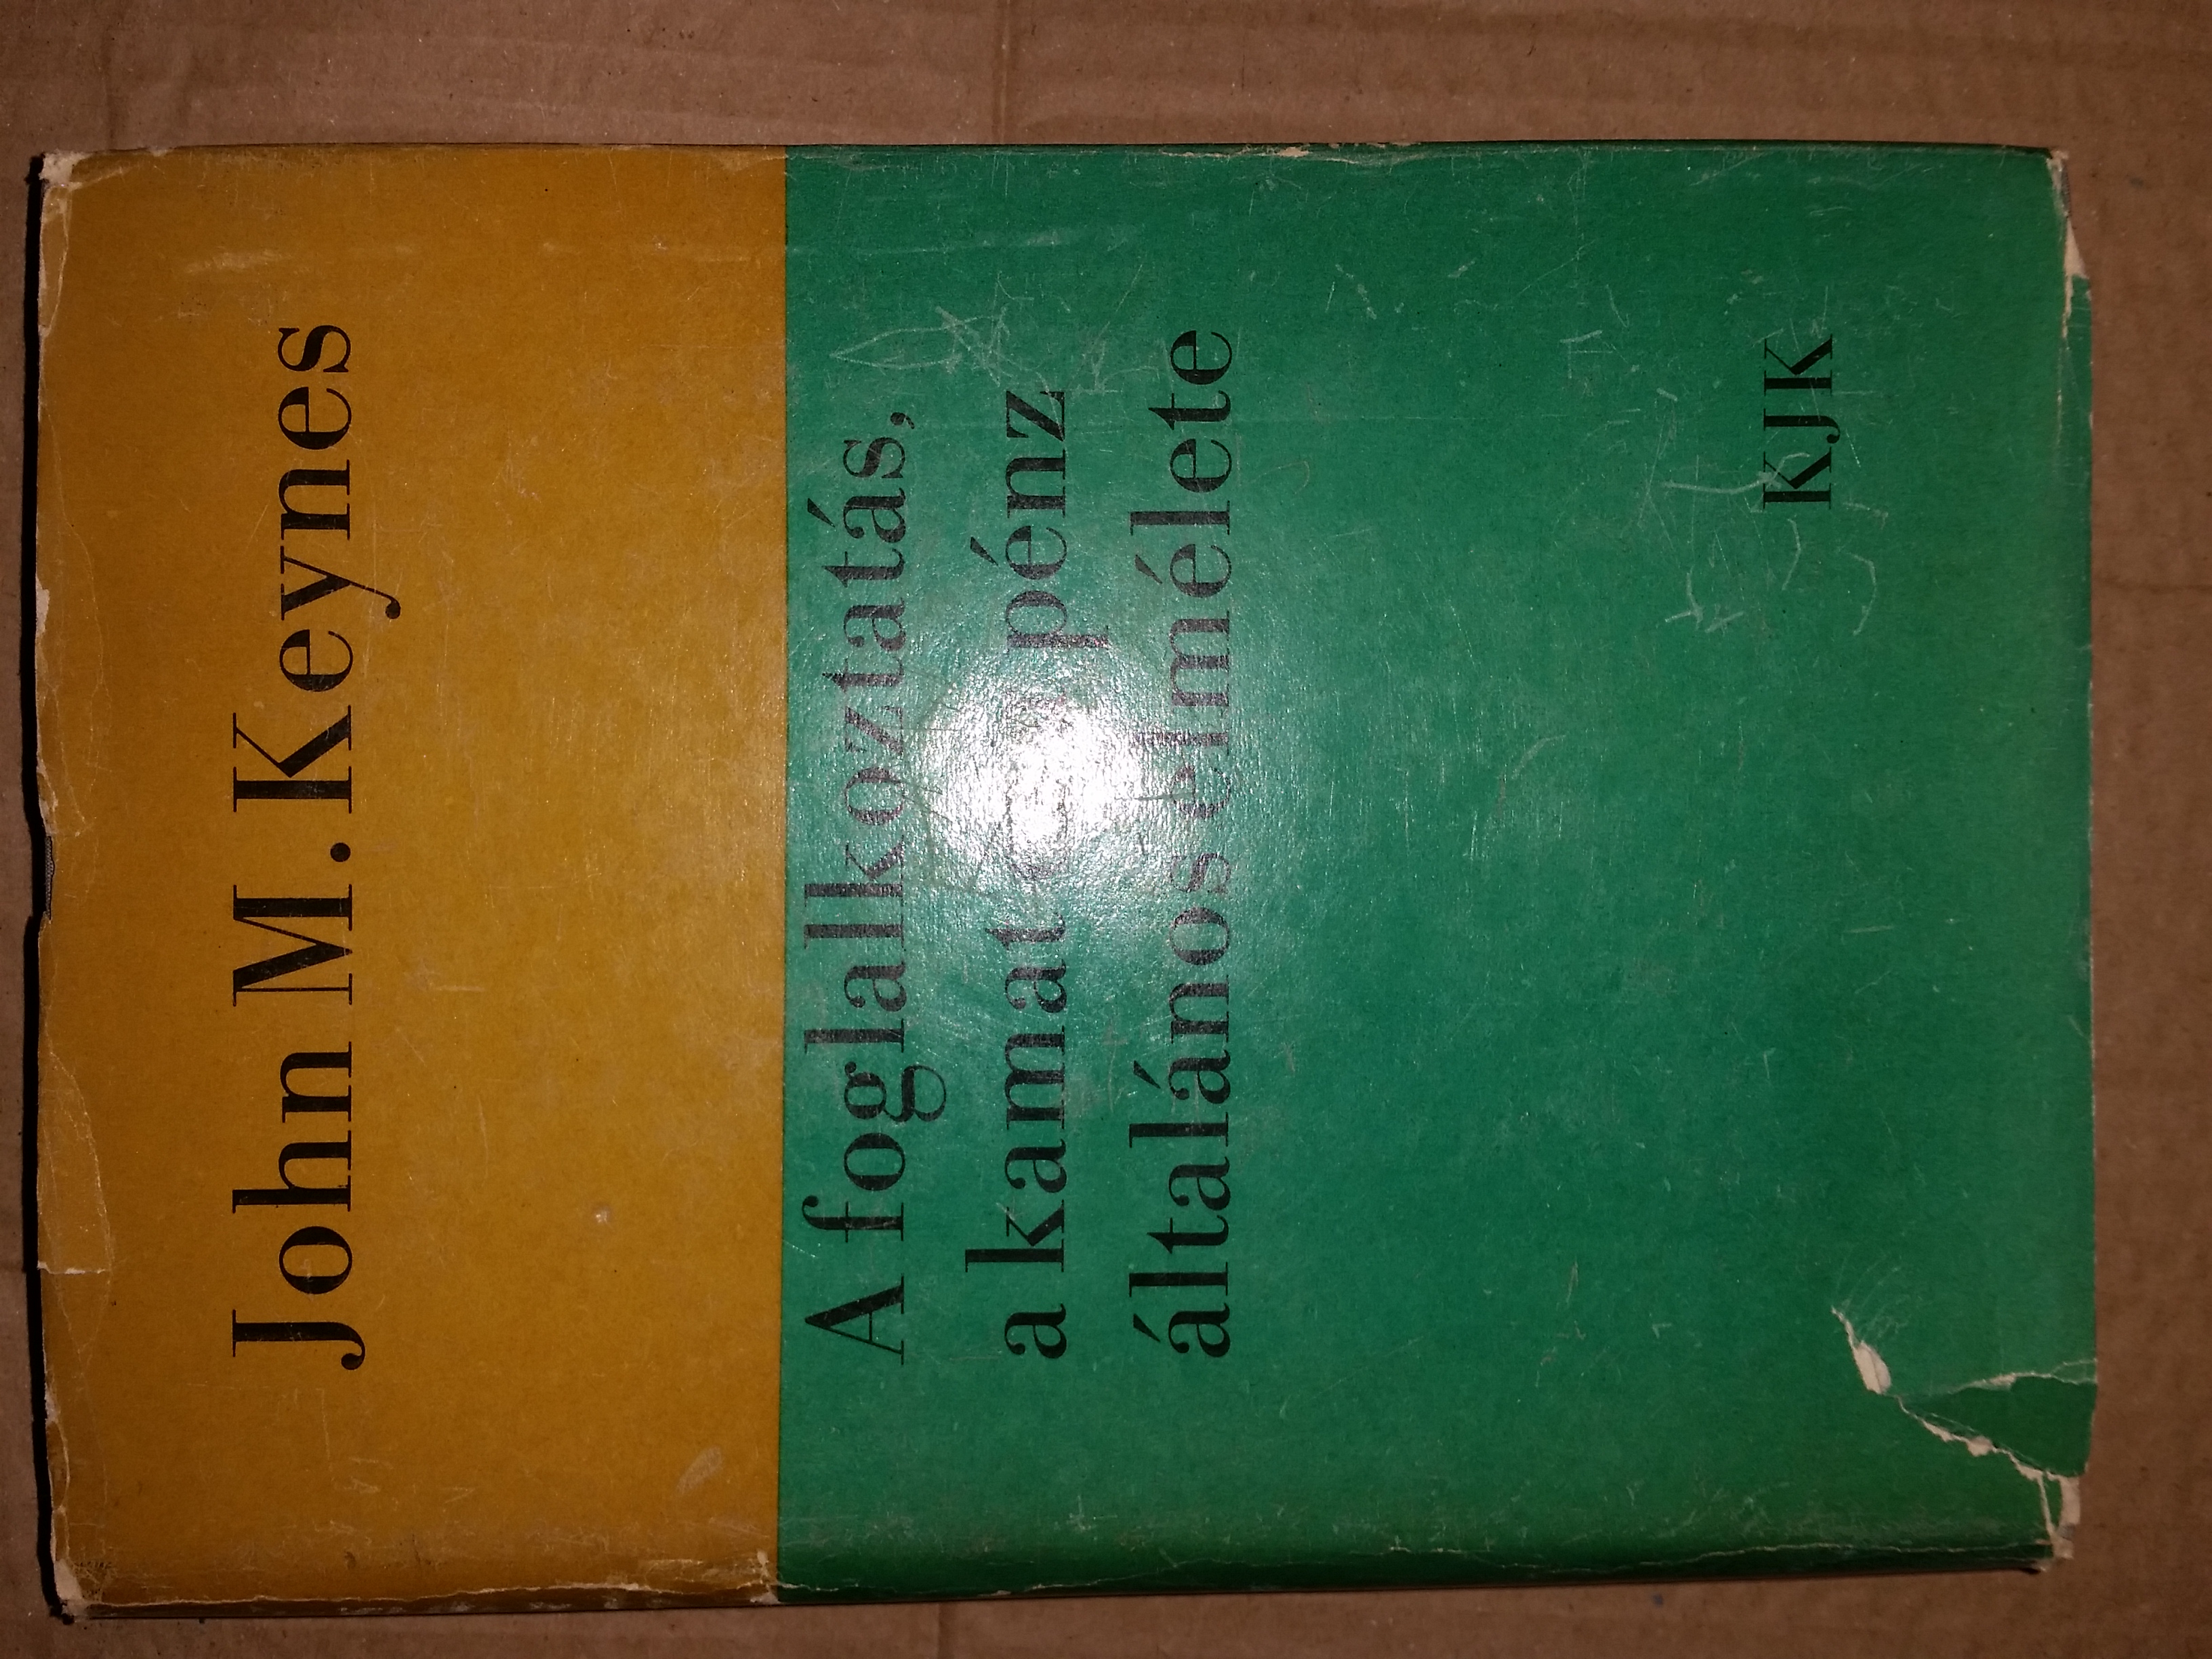 John M. Keynes
A foglalkoztatás,
a kamat és a pénz
általános elmélete
KJK